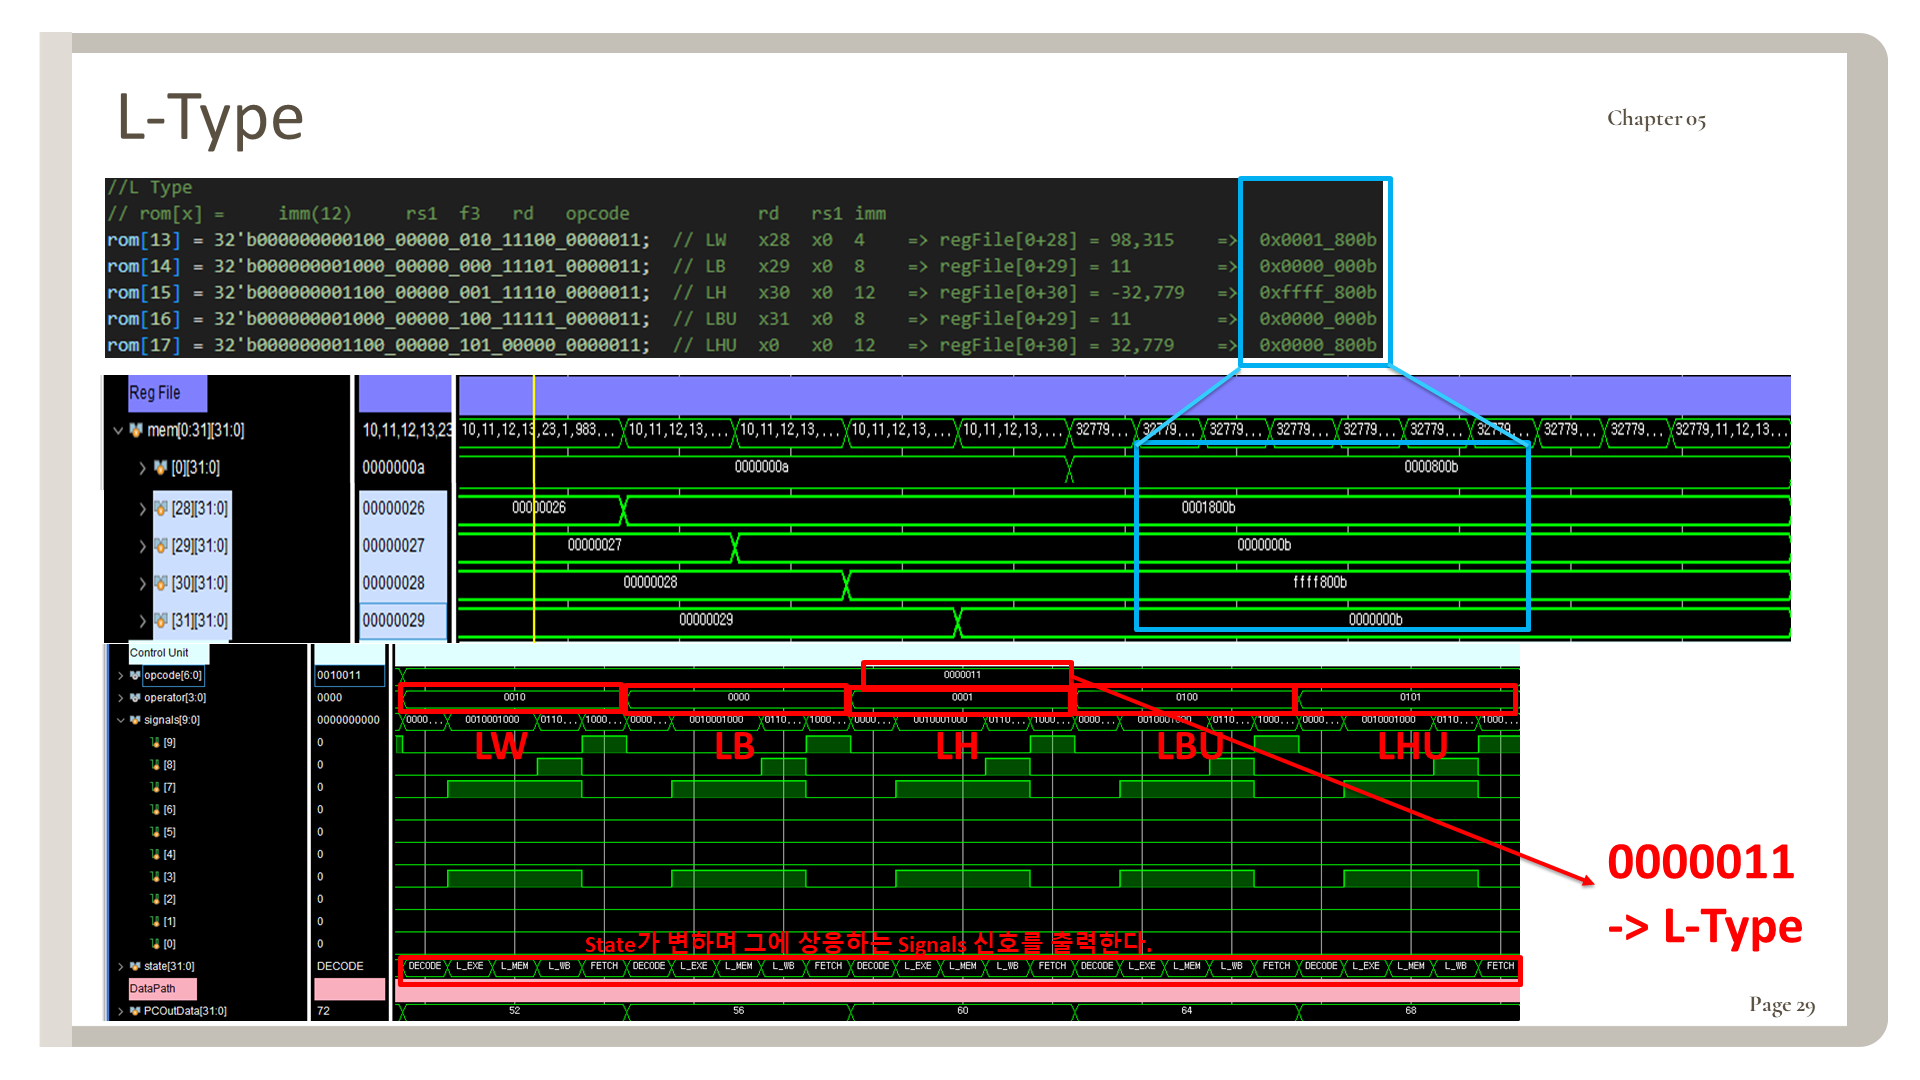 L-Type
Chapter 05
//L Type
// rom[x] = imm(12) rs1 f3 rd opcode rd rs1 imm
rom[13] = 32'b000000000100_00000_010_11100_0000011; // LW x28 x0 4 => regFile[0+28] = 98,315 => 0x0001_800b
rom[14] = 32'b000000001000_00000_000_11101_0000011; // LB x29 x0 8 => regFile[0+29] = 11 => 0x0000_000b
rom[15] = 32'b000000001100_00000_001_11110_0000011; // LH x30 x0 12 => regFile[0+30] = -32,779 => 0xffff_800b
rom[16] = 32'b000000001000_00000_100_11111_0000011; // LBU x31 x0 8 => regFile[0+29] = 11 => 0x0000_000b
rom[17] = 32'b000000001100_00000_101_00000_0000011; // LHU x0 x0 12 => regFile[0+30] = 32,779 => 0x0000_800b
Reg File
mem[0:31][31:0] 10,11,12,13,23 10,11,12,13,23,1,983... 10,11,12,13,... 10,11,12,13,... 10,11,12,13,... 10,11,12,13,... 32779... 32779... 32779... 32779... 32779... 32779... 32779... 32779... 32779... 32779,11,12,13...
[0][31:0] 0000000a 0000000a 0000800b
[28][31:0] 00000026 00000026 0001800b
[29][31:0] 00000027 00000027 0000000b
[30][31:0] 00000028 00000028 ffff800b
[31][31:0] 00000029 00000029 0000000b
Control Unit
opcode[6:0] 0010011 0000011
operator[3:0] 0000 0010 0000 0001 0100 0101
signals[9:0] 0000000000 0000... 0010001000 0110... 1000... 0000... 0010001000 0110... 1000... 0000... 0010001000 0110... 1000... 0000... 0010001000 0110... 1000... 0000... 0010001000 0110... 1000...
LW LB LH LBU LHU
[9] 0
[8] 0
[7] 0
[6] 0
[5] 0
[4] 0
[3] 0
[2] 0
[1] 0
[0] 0
0000011
-> L-Type
State가 변하며 그에 상응하는 Signals 신호를 출력한다.
state[31:0] DECODE DECODE L_EXE L_MEM L_WB FETCH DECODE L_EXE L_MEM L_WB FETCH DECODE L_EXE L_MEM L_WB FETCH DECODE L_EXE L_MEM L_WB FETCH DECODE L_EXE L_MEM L_WB FETCH
DataPath
PCOutData[31:0] 72 52 56 60 64 68
Page 29